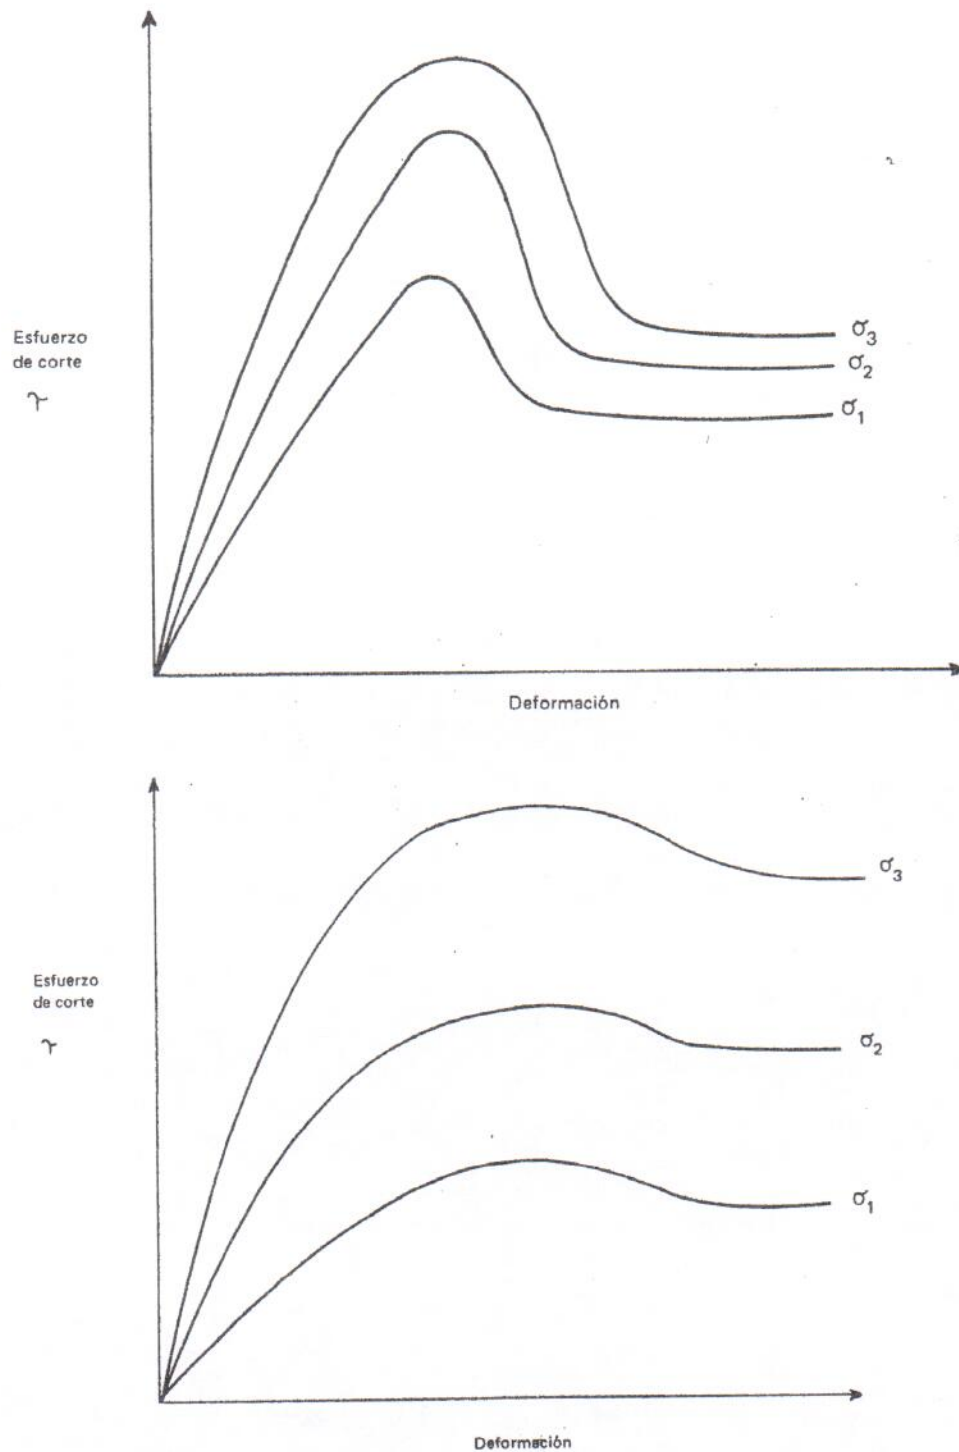 Esfuerzo
de corte
τ
σ3
σ2
σ1
Deformación
σ3
Esfuerzo
de corte
τ
σ2
σ1
Deformación